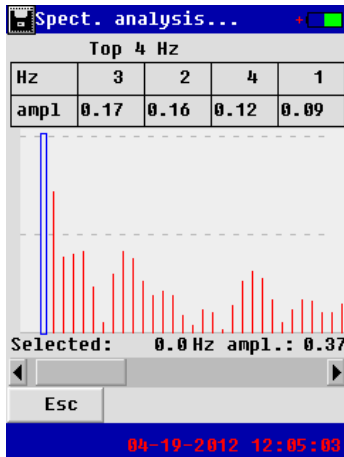 Spect. analysis...
Top 4 Hz
Hz 3 2 4 1
ampl 0.17 0.16 0.12 0.09
Selected: 0.0 Hz ampl.: 0.37
Esc
04-19-2012 12:05:03